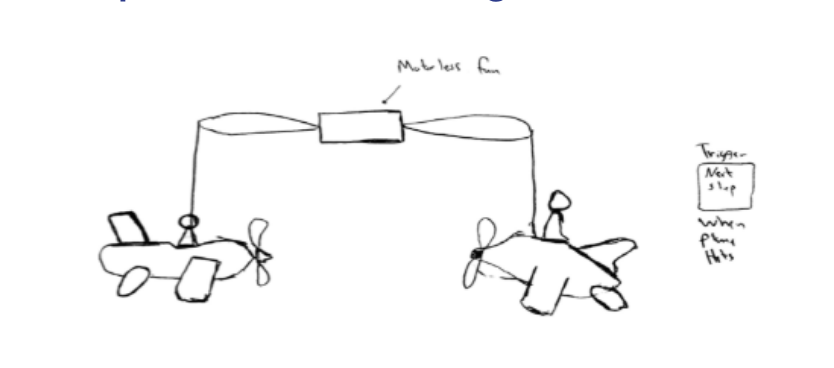 Motorless fan
Trigger
Next
step
When
plane
Hits